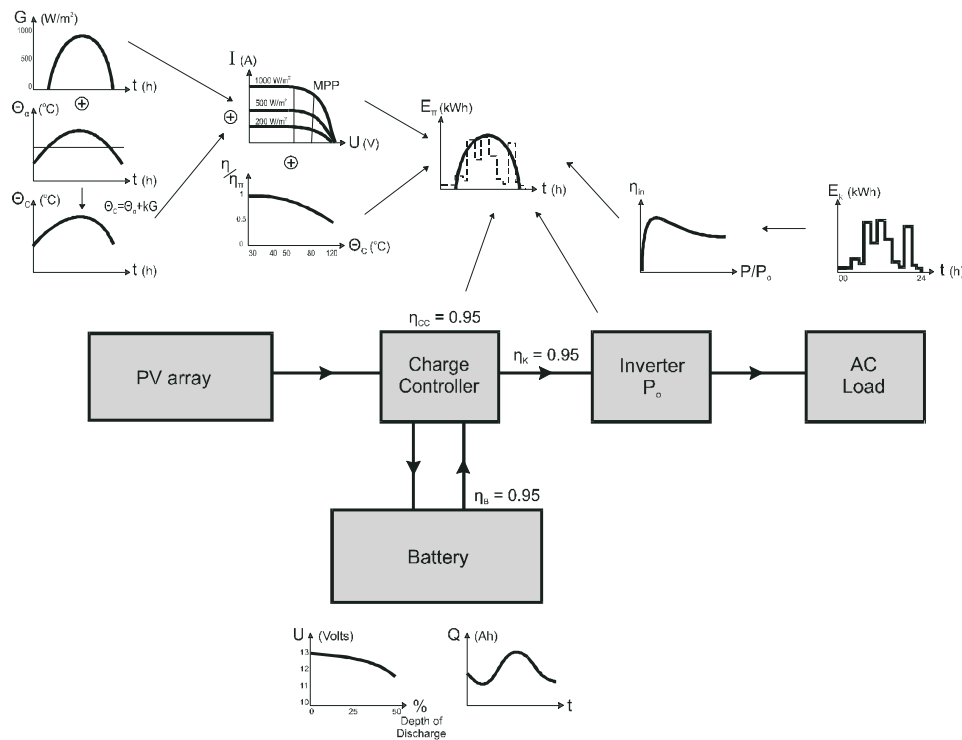 G (W/m²)
1000
500
0
t (h)
Θα (°C)
t (h)
ΘC (°C)
ΘC=Θα+kG
t (h)
I (A)
1000 W/m²
MPP
500 W/m²
200 W/m²
U (V)
η/ηπ
1
0.5
0
30 40 50 60 120
ΘC (°C)
Eπ (kWh)
t (h)
ηin
P/Po
Ek (kWh)
00 24
t (h)
ηCC = 0.95
PV array
Charge
Controller
ηK = 0.95
Inverter
Po
AC
Load
ηB = 0.95
Battery
U (Volts)
13
12
11
10
0 25 50
%
Depth of
Discharge
Q (Ah)
t